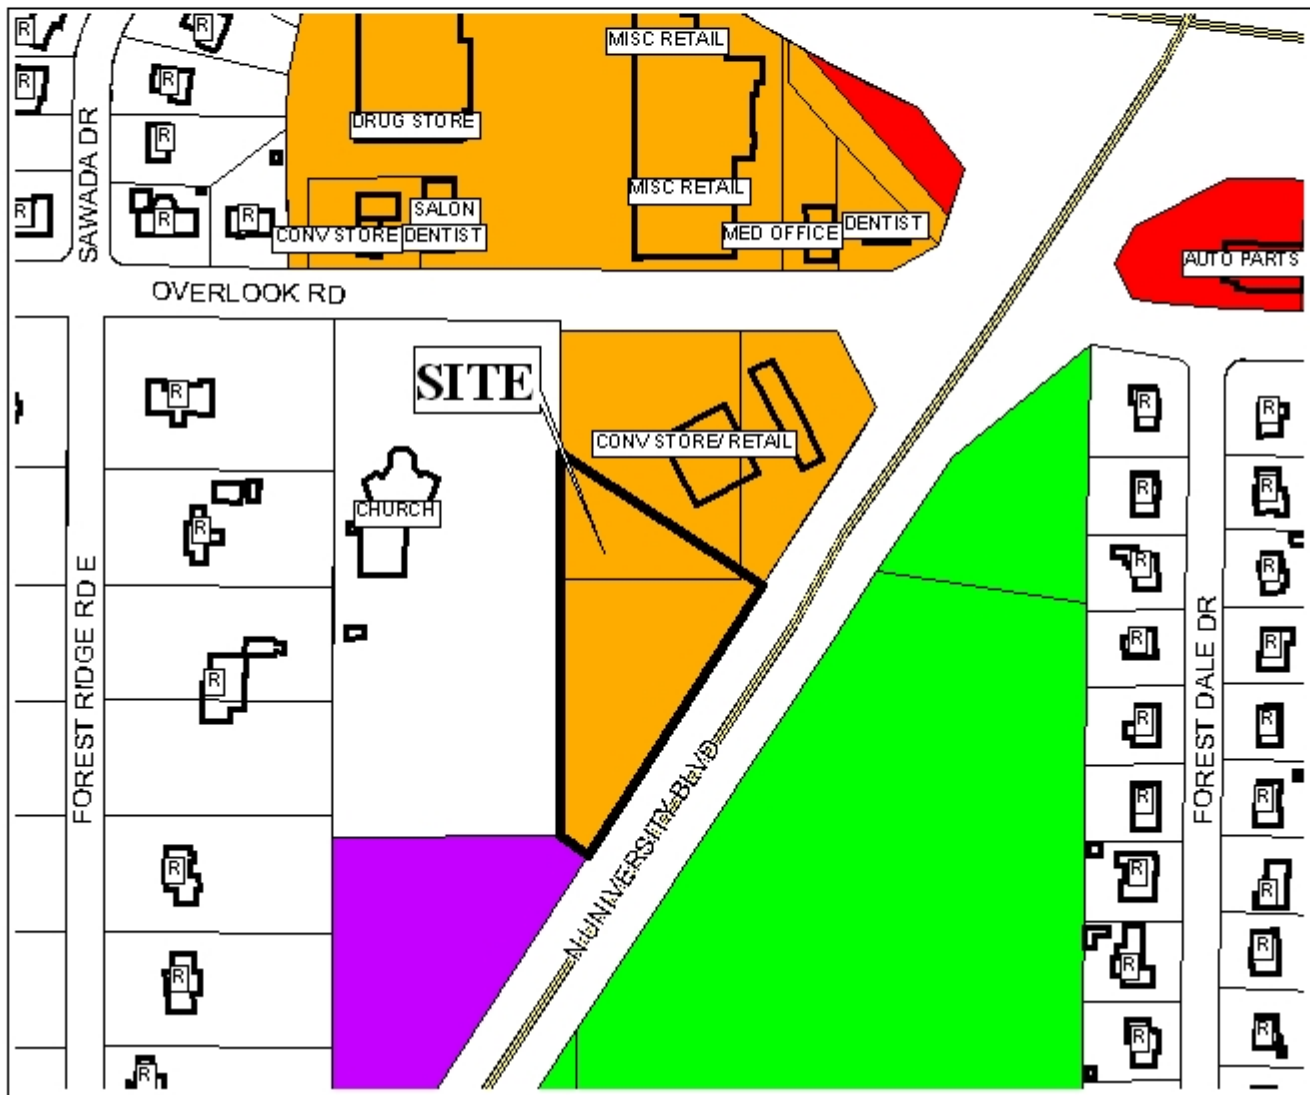 R
MISC RETAIL
R
R
DRUG STORE
R
SAWADA DR
MISC RETAIL
R
R
R
SALON
DENTIST
CONV STORE
DENTIST
MED OFFICE
AUTO PARTS
OVERLOOK RD
SITE
R
R
R
CONV STORE/ RETAIL
R
R
CHURCH
R
R
R
FOREST RIDGE RD E
FOREST DALE DR
R
R
R
N UNIVERSITY BLVD
R
R
R
R
R
R
R
R
R
R
R
R
R
R